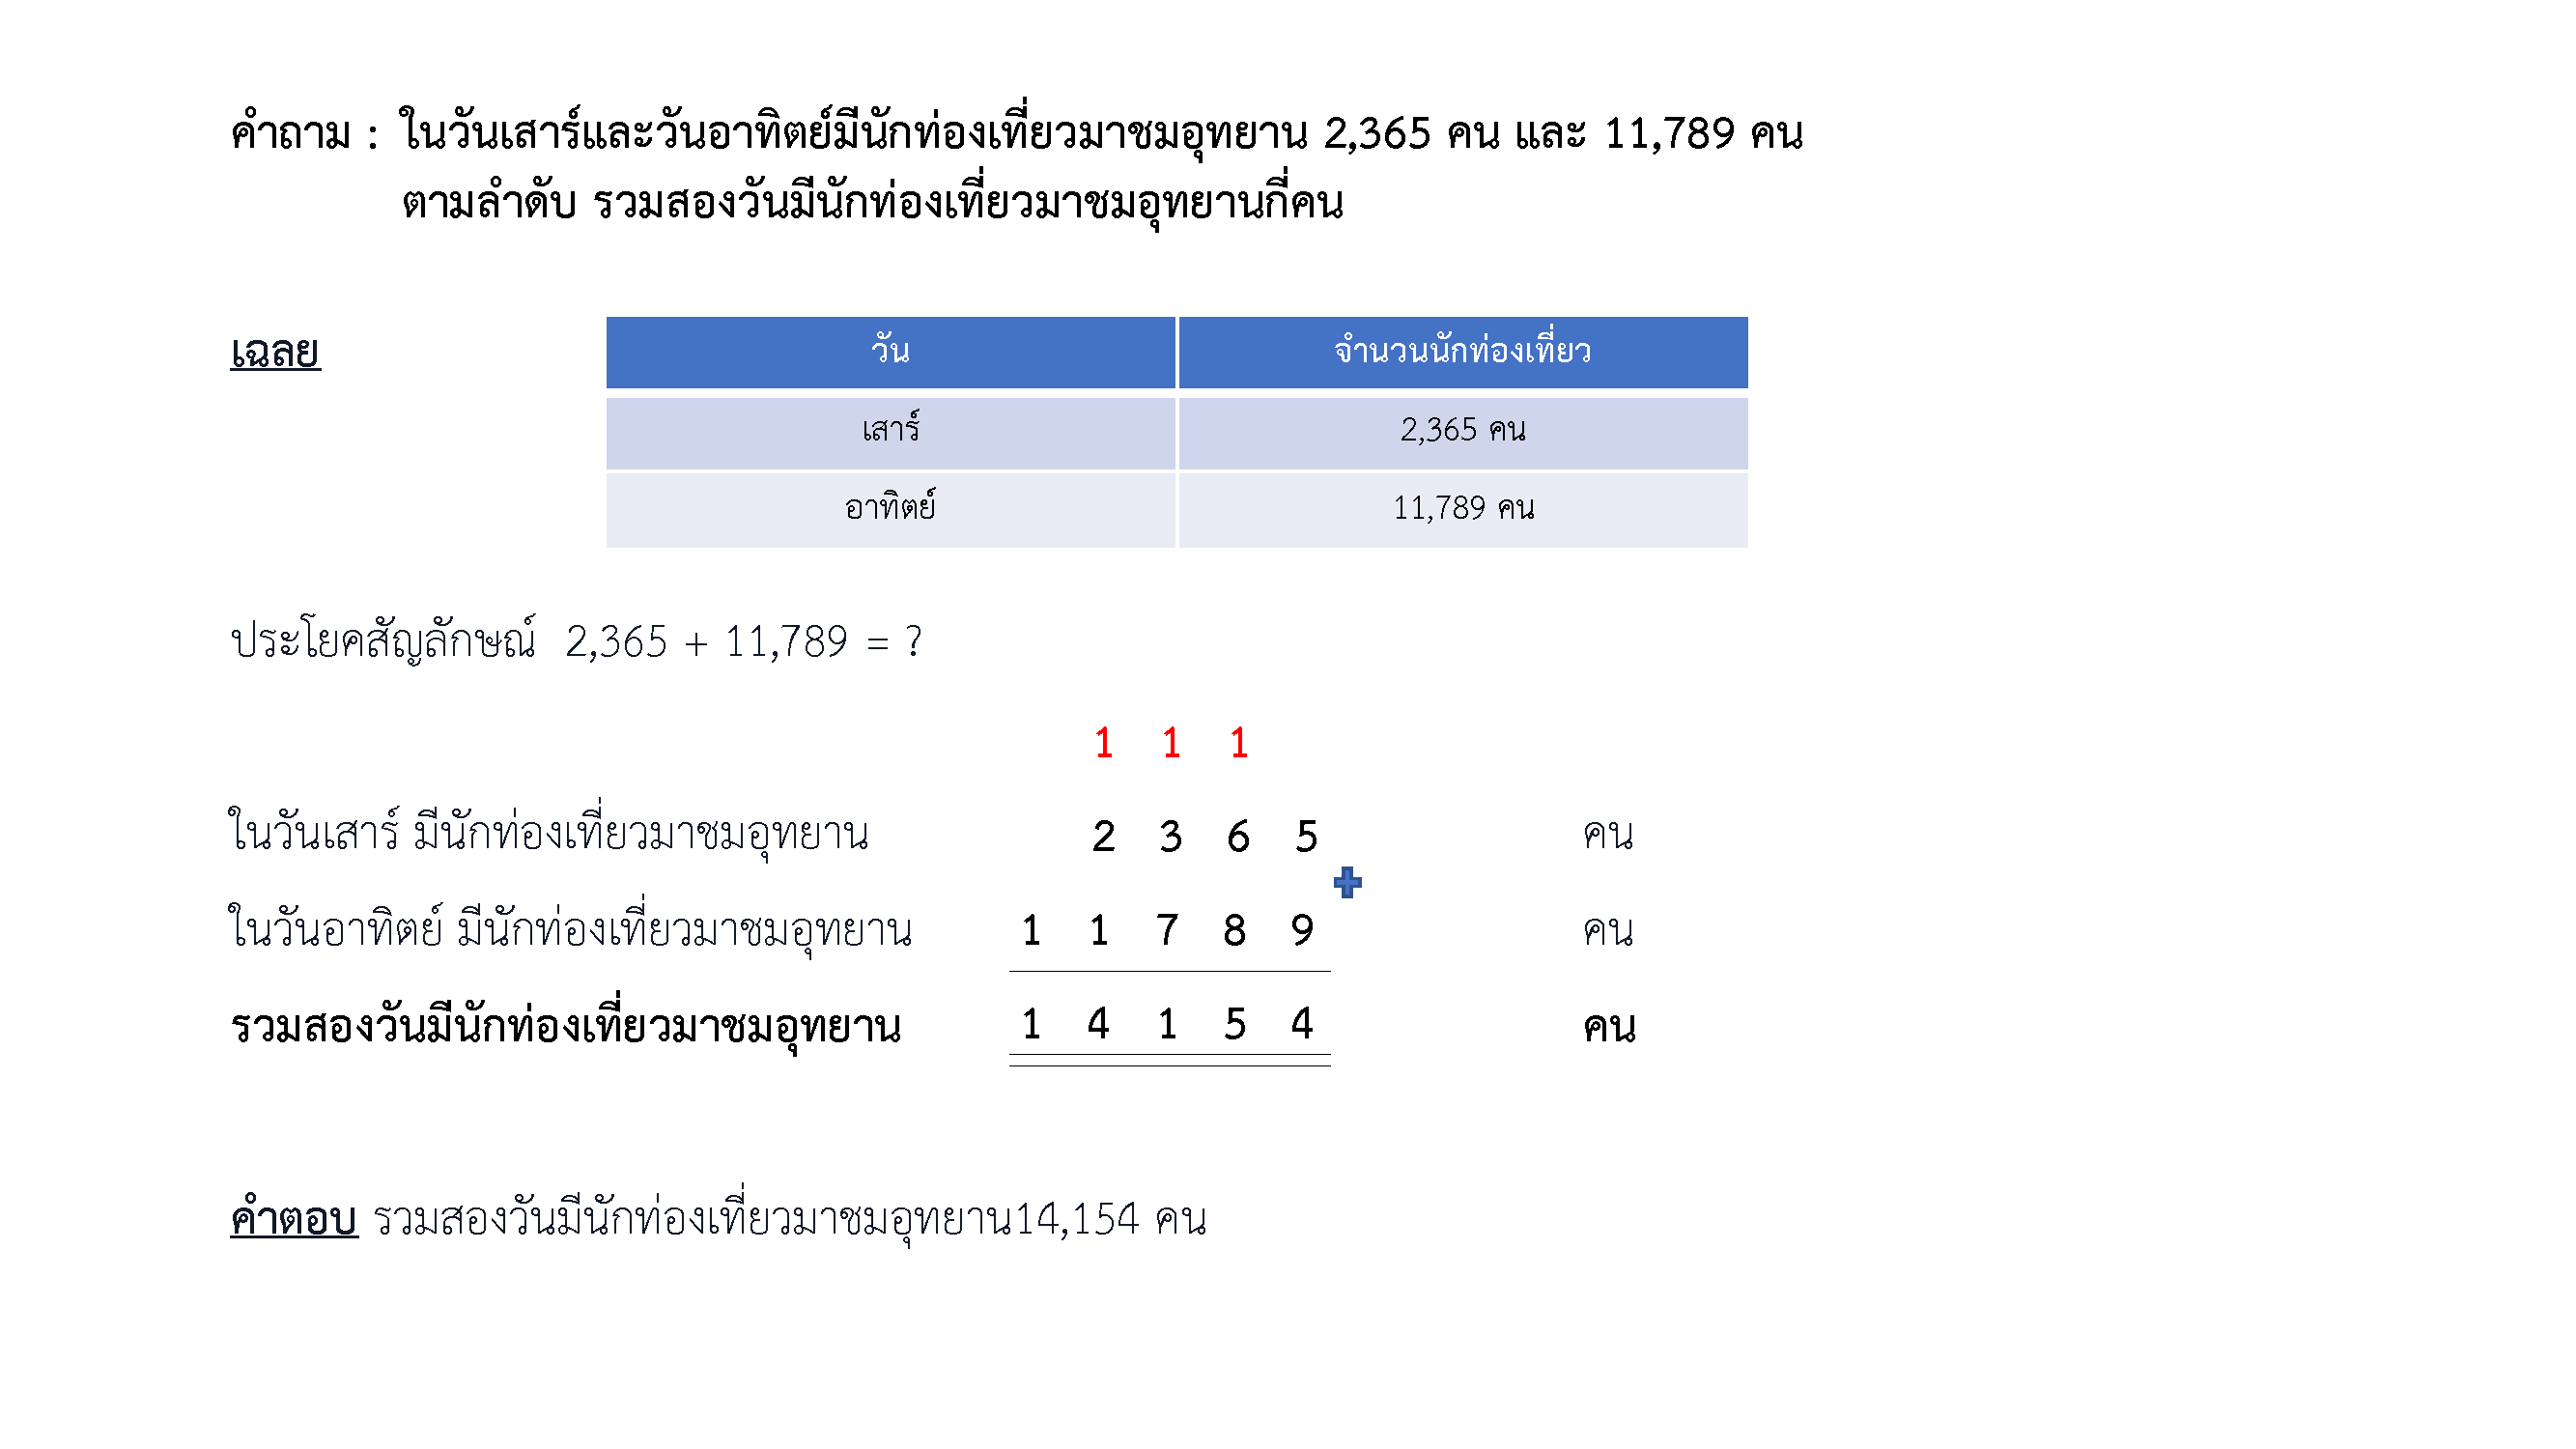 คำถาม : ในวันเสาร์และวันอาทิตย์มีนักท่องเที่ยวมาชมอุทยาน 2,365 คน และ 11,789 คน
ตามลำดับ รวมสองวันมีนักท่องเที่ยวมาชมอุทยานกี่คน
เฉลย
วัน จำนวนนักท่องเที่ยว
เสาร์ 2,365 คน
อาทิตย์ 11,789 คน
ประโยคสัญลักษณ์ 2,365 + 11,789 = ?
1 1 1
ในวันเสาร์ มีนักท่องเที่ยวมาชมอุทยาน 2 3 6 5 คน
+
ในวันอาทิตย์ มีนักท่องเที่ยวมาชมอุทยาน 1 1 7 8 9 คน
รวมสองวันมีนักท่องเที่ยวมาชมอุทยาน 1 4 1 5 4 คน
คำตอบ รวมสองวันมีนักท่องเที่ยวมาชมอุทยาน14,154 คน